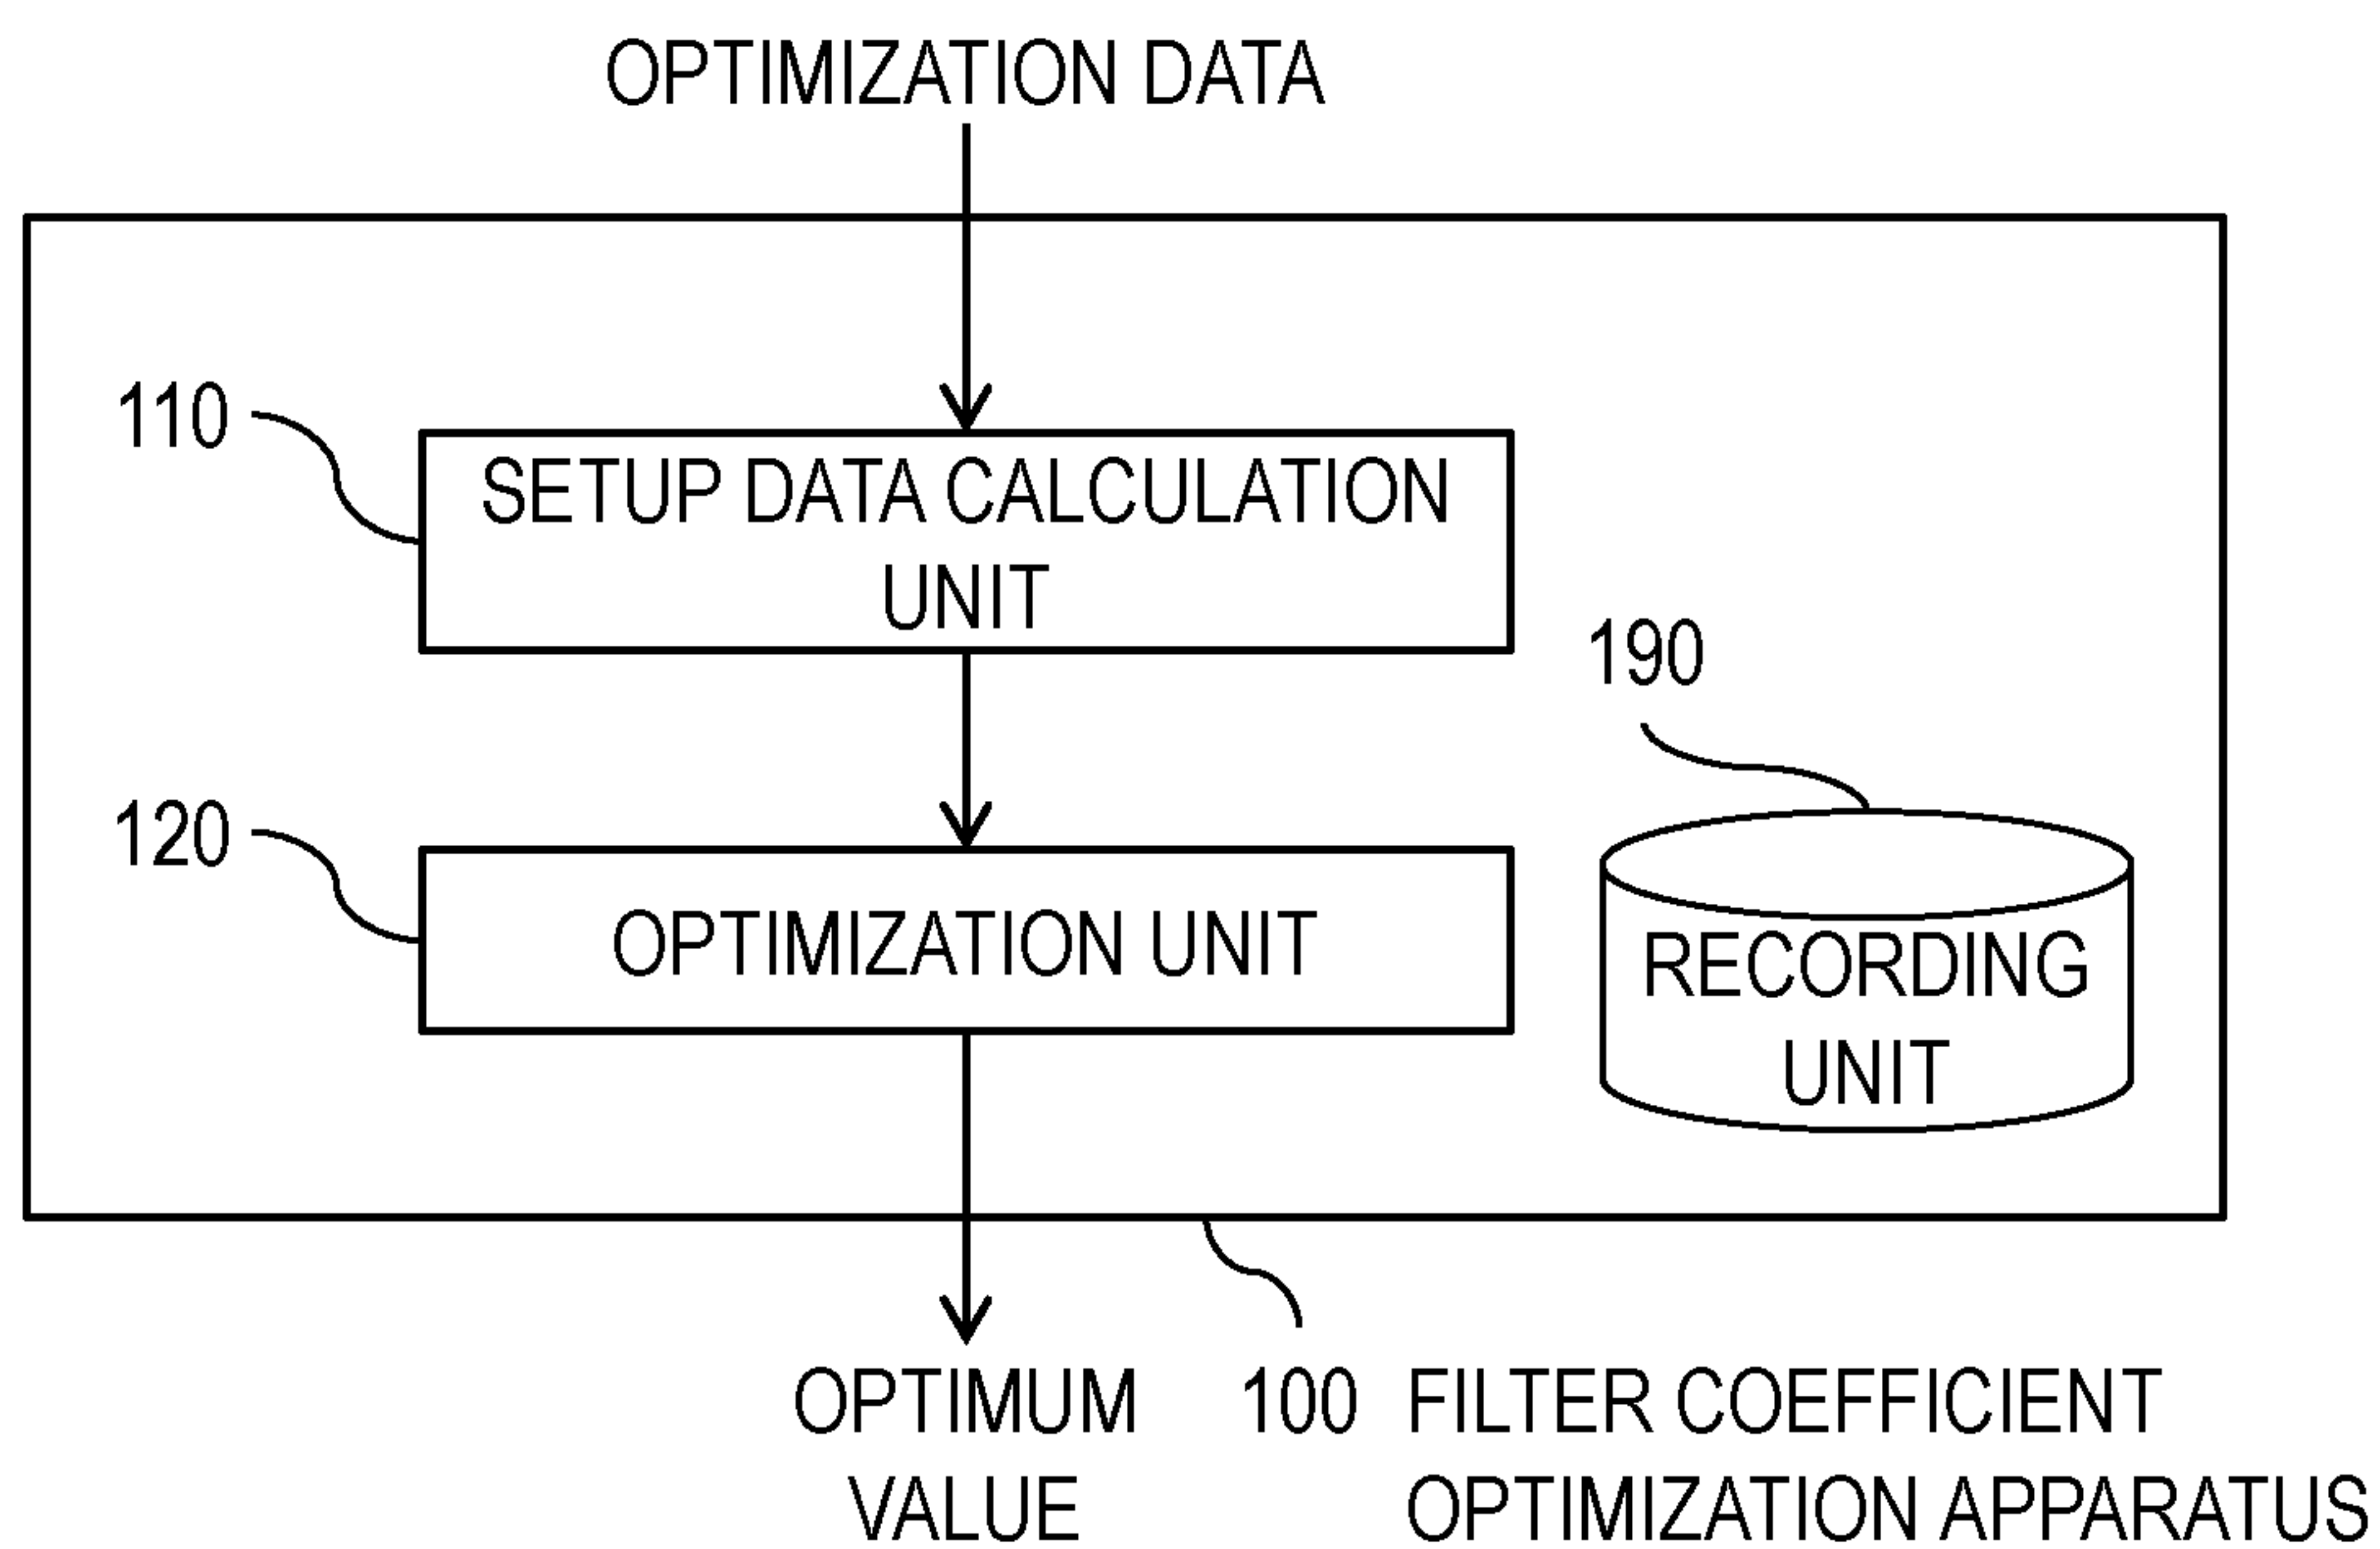 OPTIMIZATION DATA
110
SETUP DATA CALCULATION
UNIT
190
120
OPTIMIZATION UNIT
RECORDING
UNIT
OPTIMUM
VALUE
100 FILTER COEFFICIENT
OPTIMIZATION APPARATUS